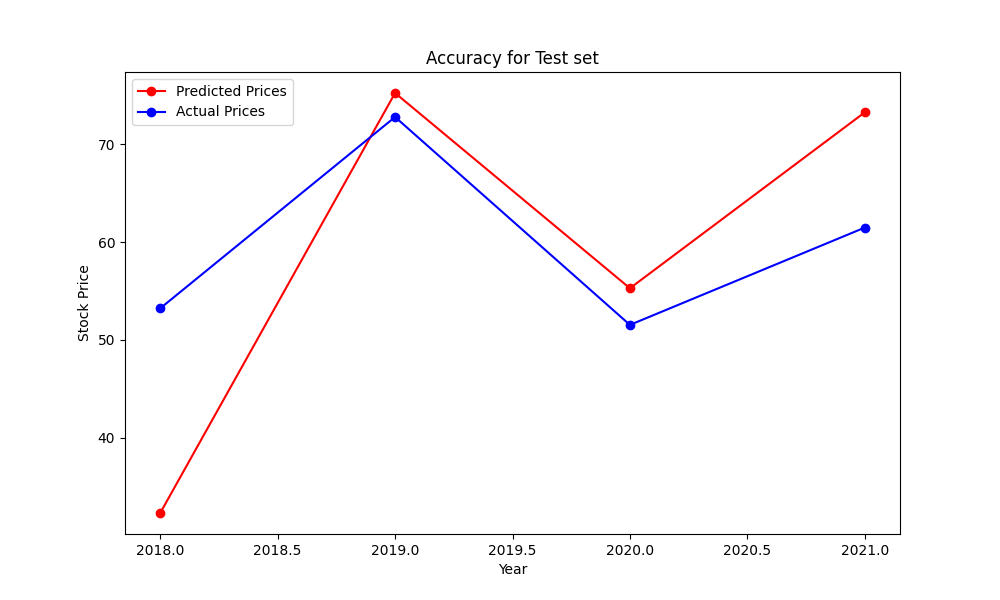 Accuracy for Test set
Predicted Prices
Actual Prices
Stock Price
70
60
50
40
2018.0 2018.5 2019.0 2019.5 2020.0 2020.5 2021.0
Year